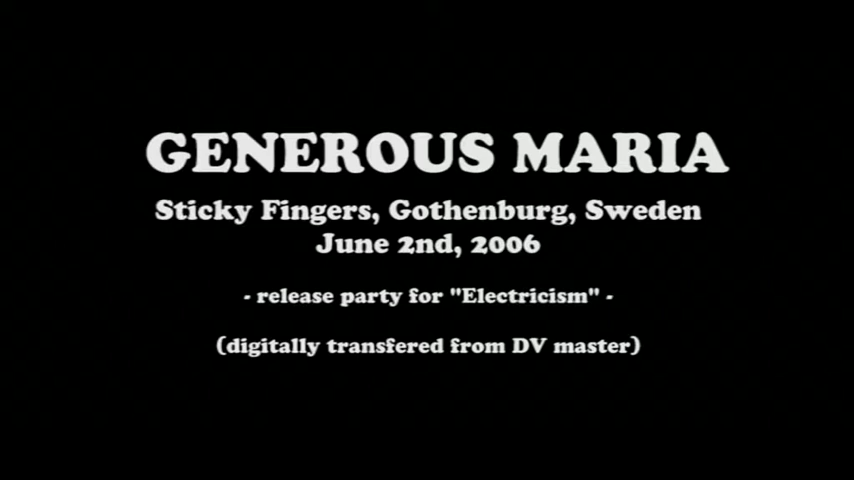 GENEROUS MARIA
Sticky Fingers, Gothenburg, Sweden
June 2nd, 2006
- release party for "Electricism" -
(digitally transfered from DV master)